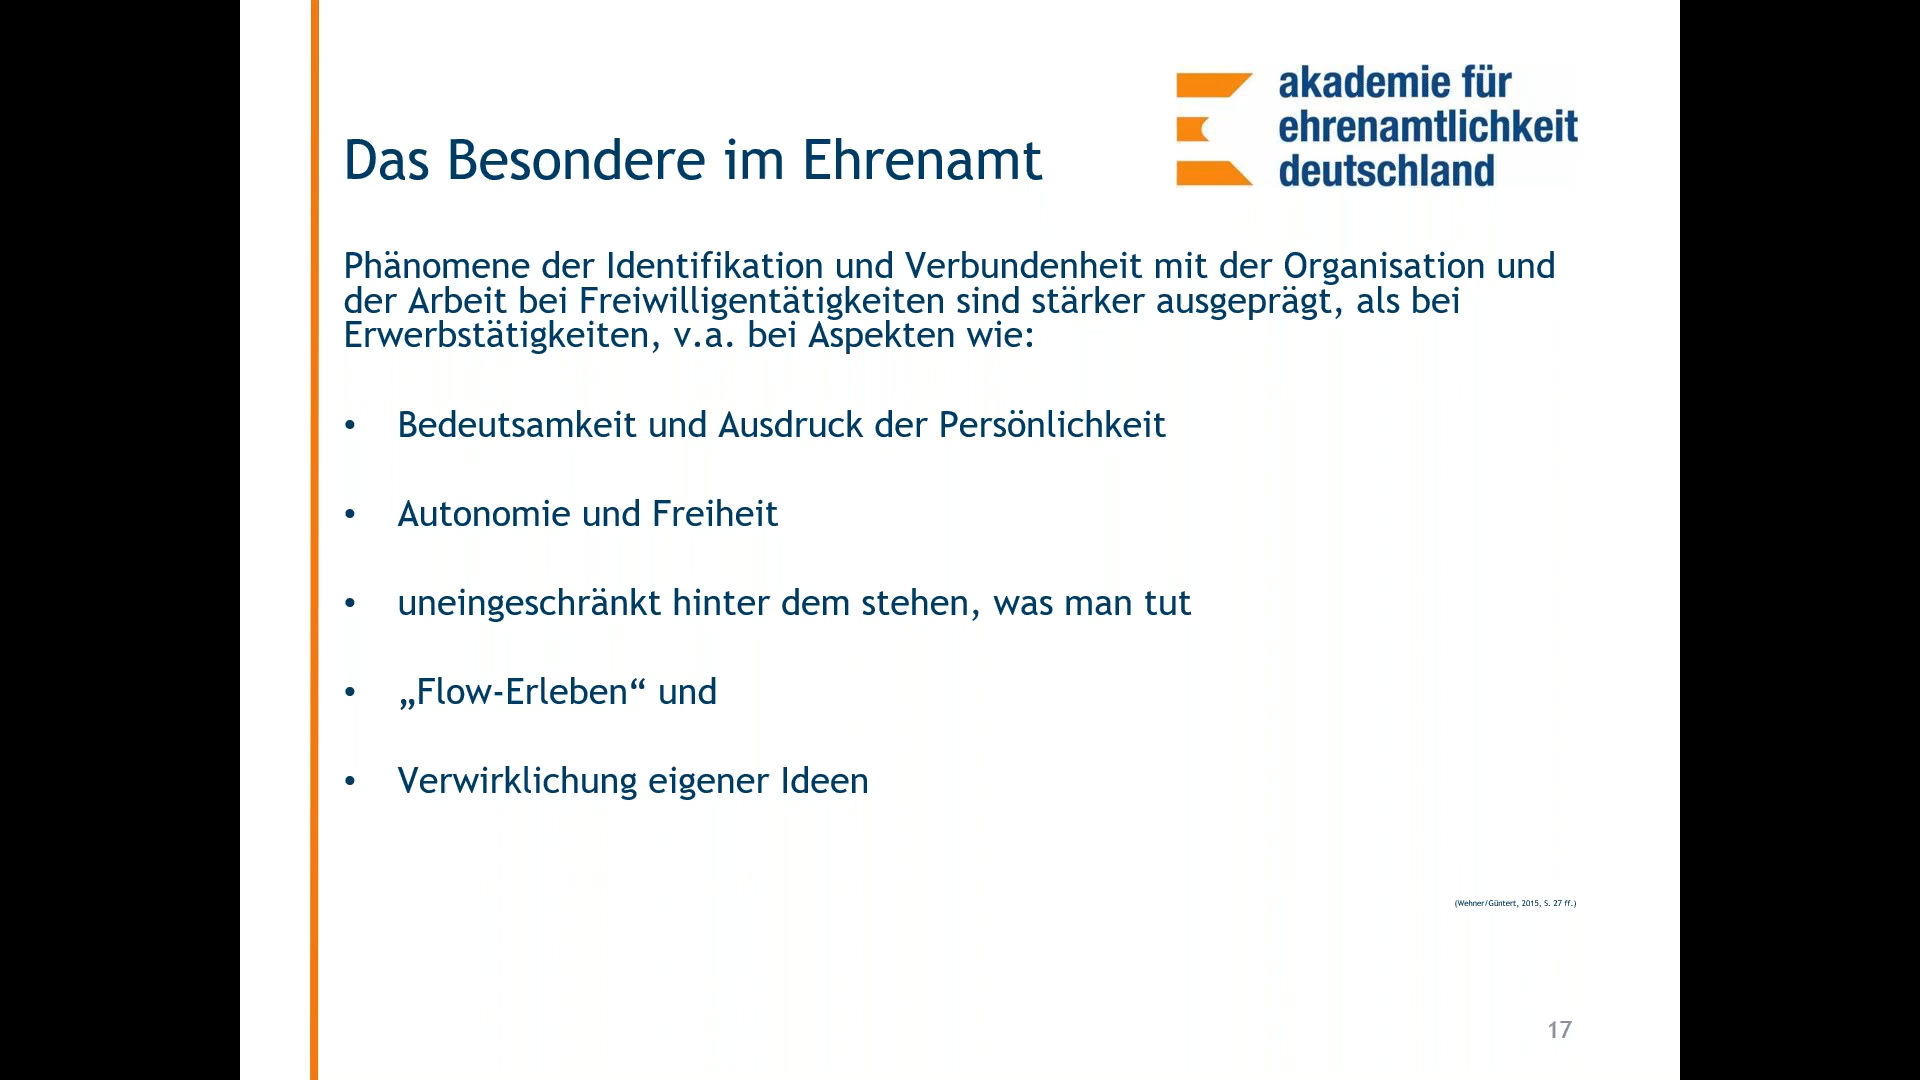 akademie für
ehrenamtlichkeit
deutschland
Das Besondere im Ehrenamt
Phänomene der Identifikation und Verbundenheit mit der Organisation und
der Arbeit bei Freiwilligentätigkeiten sind stärker ausgeprägt, als bei
Erwerbstätigkeiten, v.a. bei Aspekten wie:
• Bedeutsamkeit und Ausdruck der Persönlichkeit
• Autonomie und Freiheit
• uneingeschränkt hinter dem stehen, was man tut
• „Flow-Erleben“ und
• Verwirklichung eigener Ideen
(Wehner/Güntert, 2015, S. 27 ff.)
17